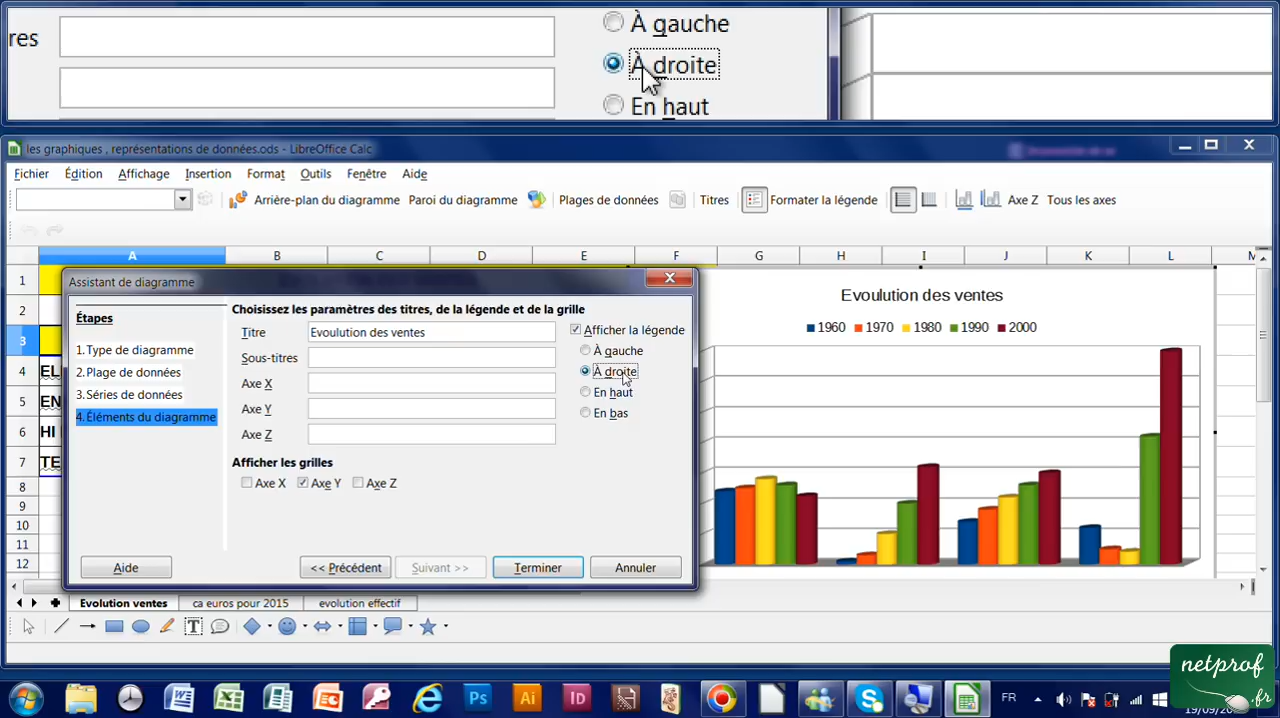 res
À gauche
À droite
En haut
les graphiques , représentations de données.ods - LibreOffice Calc
Fichier Édition Affichage Insertion Format Outils Fenêtre Aide
Arrière-plan du diagramme Paroi du diagramme Plages de données Titres Formater la légende Axe Z Tous les axes
A B C D E F G H I J K L M
1
2
3
4 EL
5 EN
6 HI
7 TE
8
9
10
11
12
Assistant de diagramme
Étapes
1.Type de diagramme
2.Plage de données
3.Séries de données
4.Éléments du diagramme
Choisissez les paramètres des titres, de la légende et de la grille
Titre Evoulution des ventes
Sous-titres
Axe X
Axe Y
Axe Z
Afficher la légende
À gauche
À droite
En haut
En bas
Afficher les grilles
Axe X Axe Y Axe Z
Aide << Précédent Suivant >> Terminer Annuler
Evoulution des ventes
1960 1970 1980 1990 2000
Evolution ventes ca euros pour 2015 evolution effectif
T
W X P A e Ps Ai ID S
FR
netprof
.fr